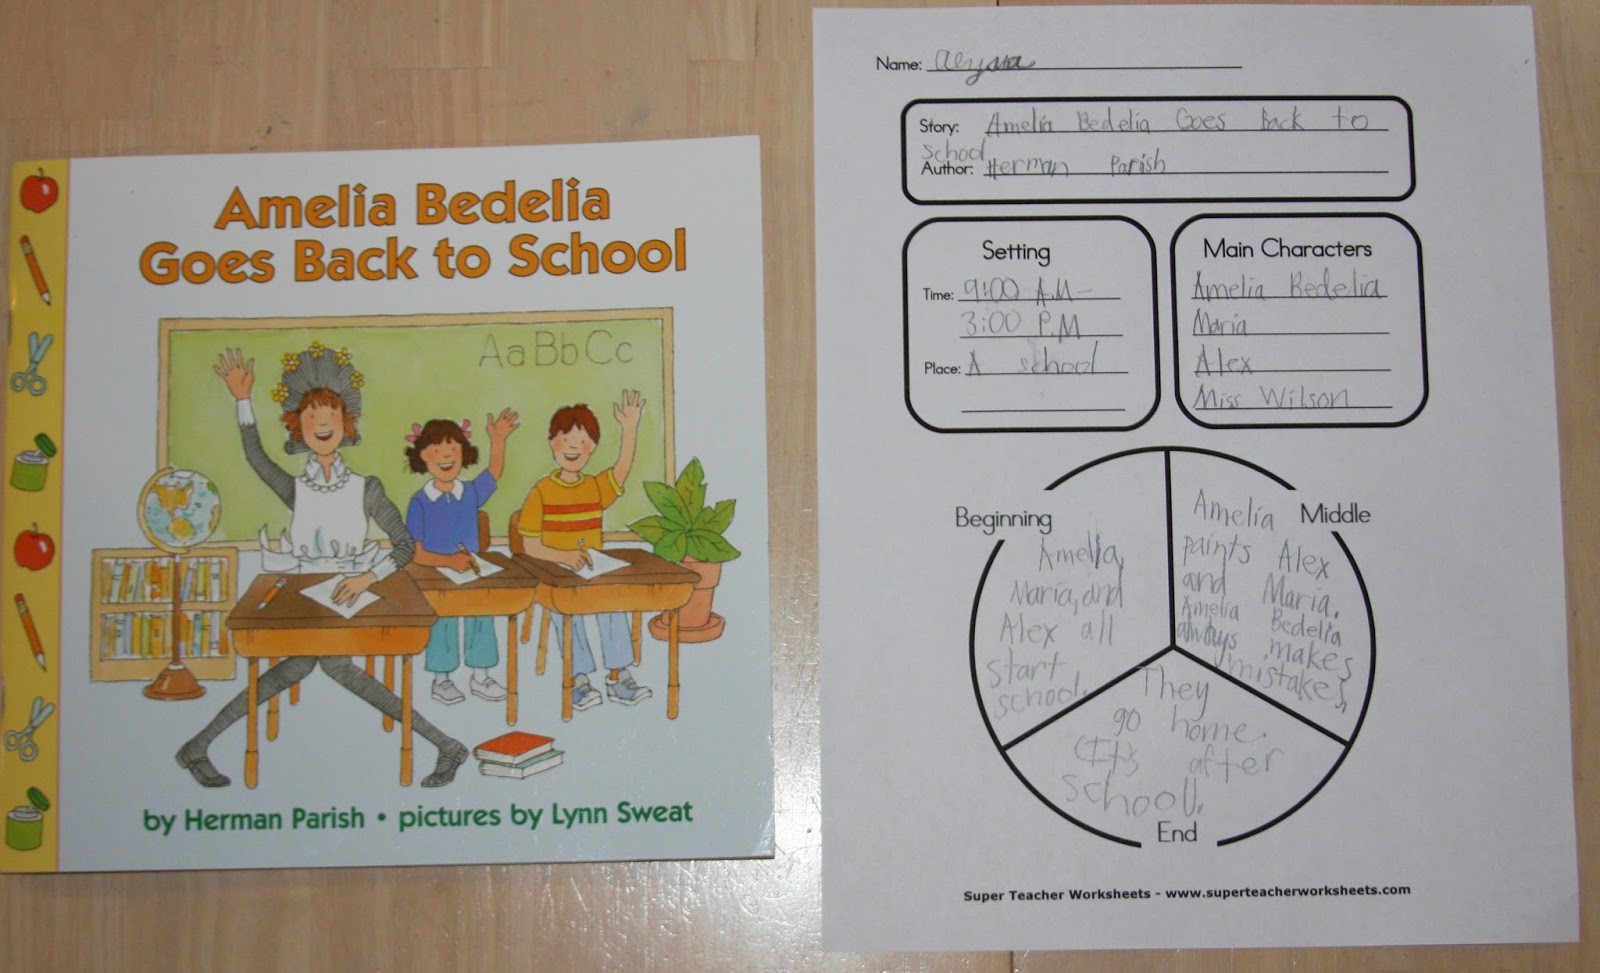 Amelia Bedelia
Goes Back to School
Aa Bb Cc
by Herman Parish • pictures by Lynn Sweat
Name: alyssa
Story: Amelia Bedelia Goes Back to
school
Author: Herman Parish
Setting
Time: 9:00 A.M-
3:00 P.M
Place: A school
Main Characters
Amelia Bedelia
Maria
Alex
Miss Wilson
Beginning
Amelia,
Maria, and
Alex all
start
school.
Middle
Amelia
paints Alex
and Maria.
Amelia Bedelia
always makes
mistakes,
They
go home.
(It's after
school.
End
Super Teacher Worksheets - www.superteacherworksheets.com